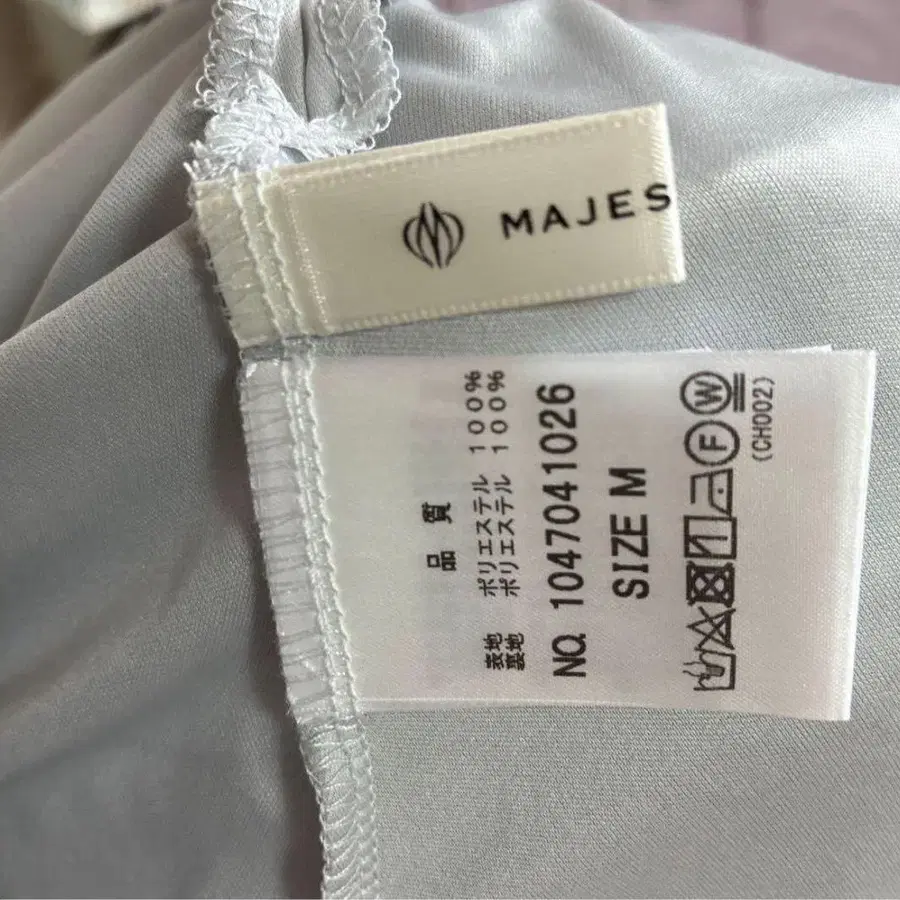 MAJES
品質
表地 ポリエステル 100%
裏地 ポリエステル 100%
NO. 1047041026
SIZE M
F W
(CH002)